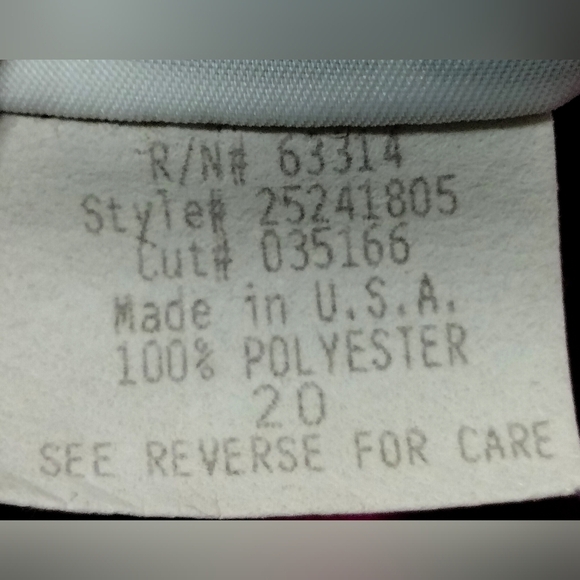 R/N# 63314
Style# 25241805
Cut# 035166
Made in U.S.A.
100% POLYESTER
20
SEE REVERSE FOR CARE